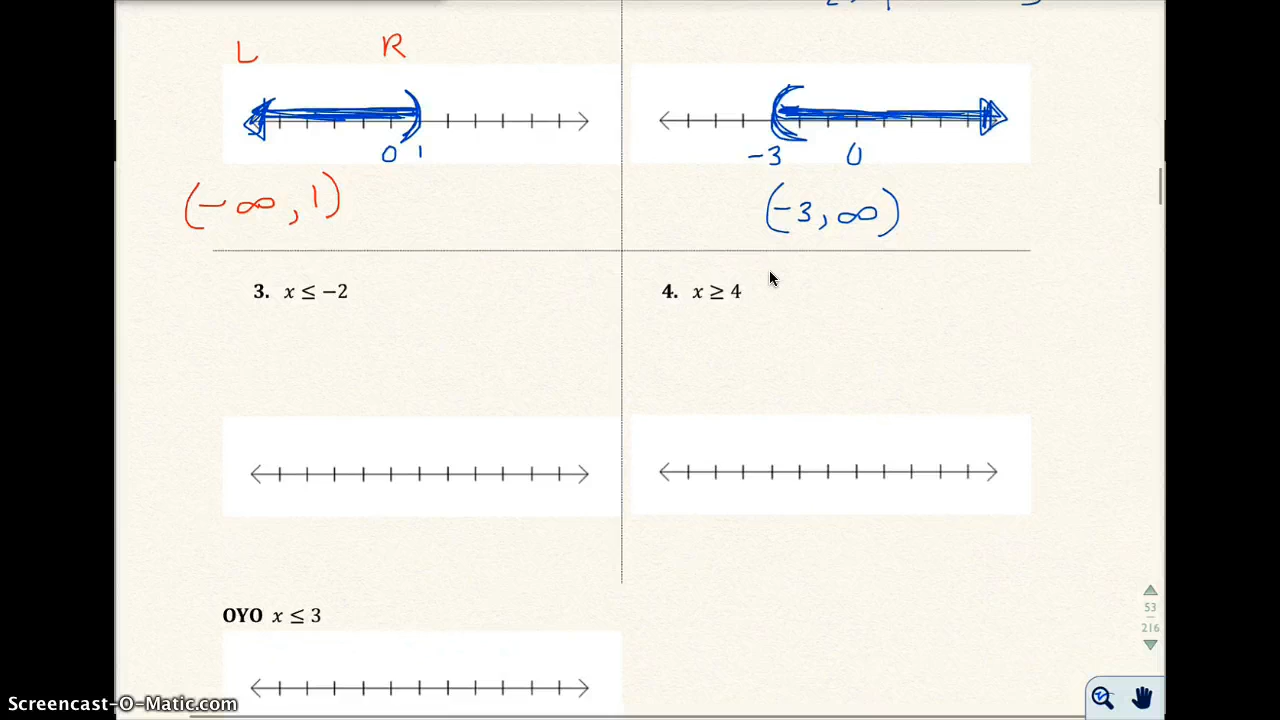 L R
0 1
-3 0
(-∞, 1)
(-3, ∞)
3. x ≤ −2
4. x ≥ 4
OYO x ≤ 3
53
216
Screencast-O-Matic.com